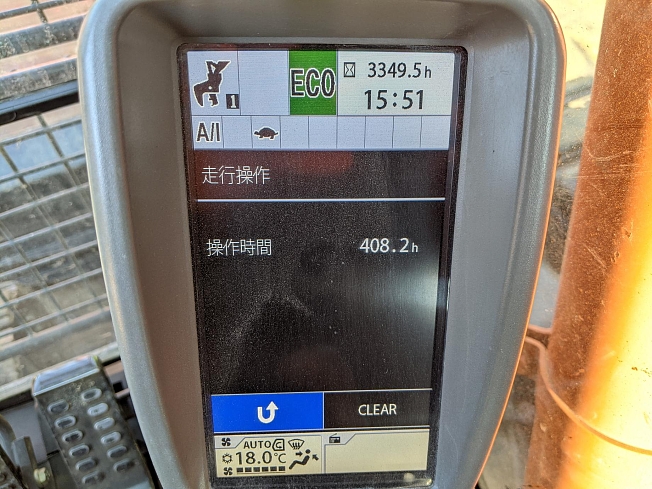 1 ECO 3349.5h
15:51
A/I
走行操作
操作時間 408.2h
CLEAR
AUTO C
18.0℃